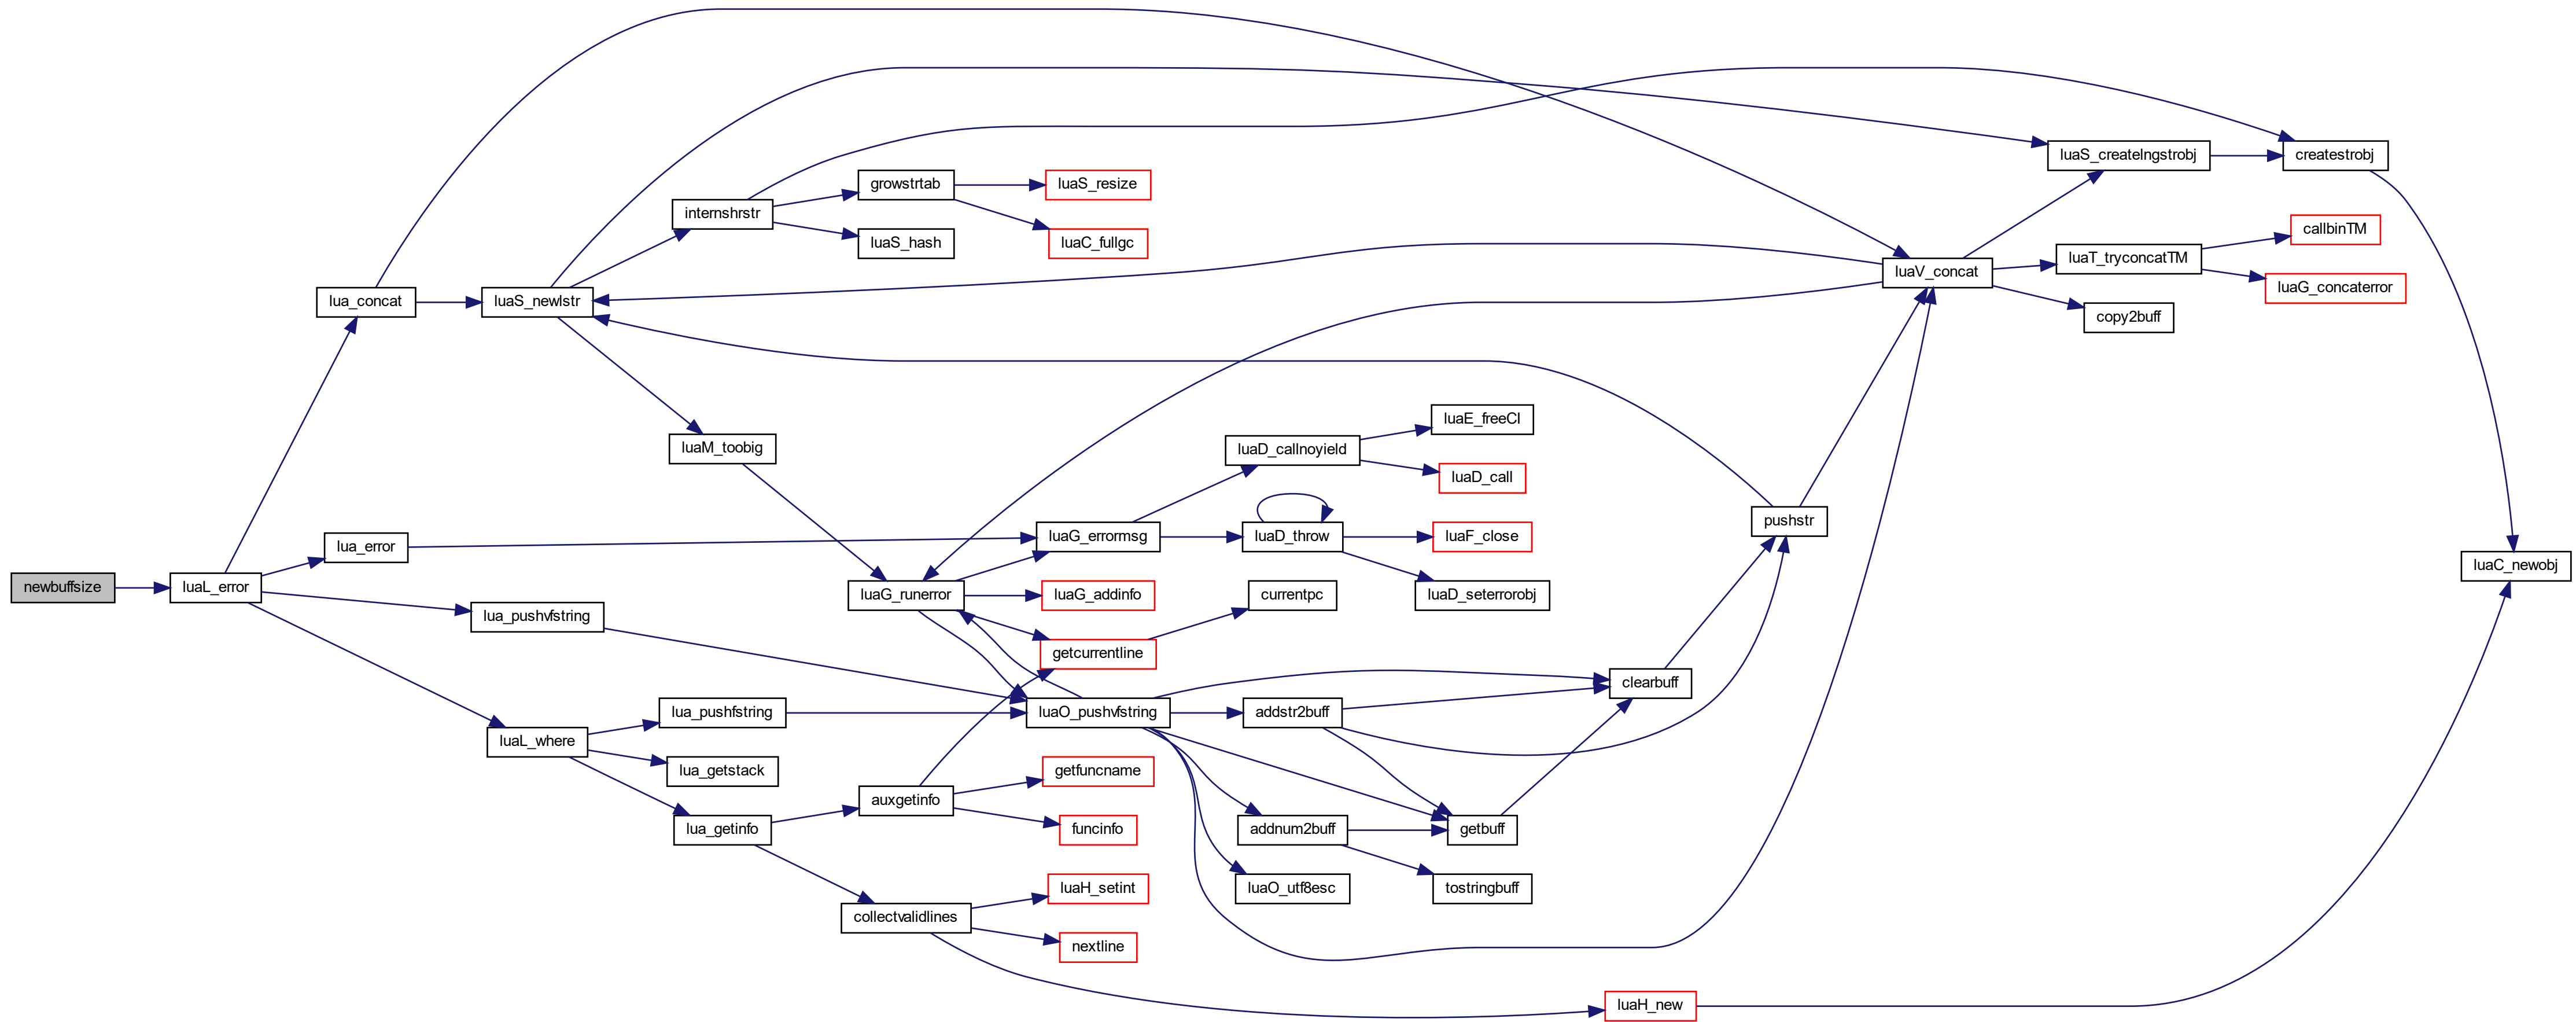 newbuffsize
luaL_error
lua_concat
lua_error
lua_pushvfstring
luaL_where
luaS_newlstr
internshrstr
luaM_toobig
lua_pushfstring
lua_getstack
lua_getinfo
growstrtab
luaS_hash
luaG_runerror
auxgetinfo
collectvalidlines
luaS_resize
luaC_fullgc
luaG_errormsg
luaG_addinfo
getcurrentline
luaO_pushvfstring
getfuncname
funcinfo
luaH_setint
nextline
luaD_callnoyield
luaD_throw
currentpc
addstr2buff
addnum2buff
luaO_utf8esc
luaE_freeCI
luaD_call
luaF_close
luaD_seterrorobj
getbuff
tostringbuff
clearbuff
luaH_new
pushstr
luaV_concat
luaS_createlngstrobj
luaT_tryconcatTM
copy2buff
createstrobj
callbinTM
luaG_concaterror
luaC_newobj